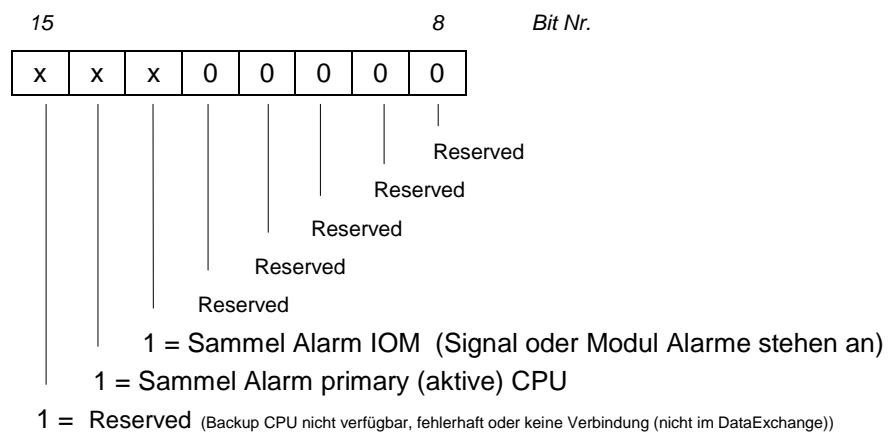 15 8 Bit Nr.
x x x 0 0 0 0 0
Reserved
Reserved
Reserved
Reserved
Reserved
1 = Sammel Alarm IOM (Signal oder Modul Alarme stehen an)
1 = Sammel Alarm primary (aktive) CPU
1 = Reserved (Backup CPU nicht verfügbar, fehlerhaft oder keine Verbindung (nicht im DataExchange))